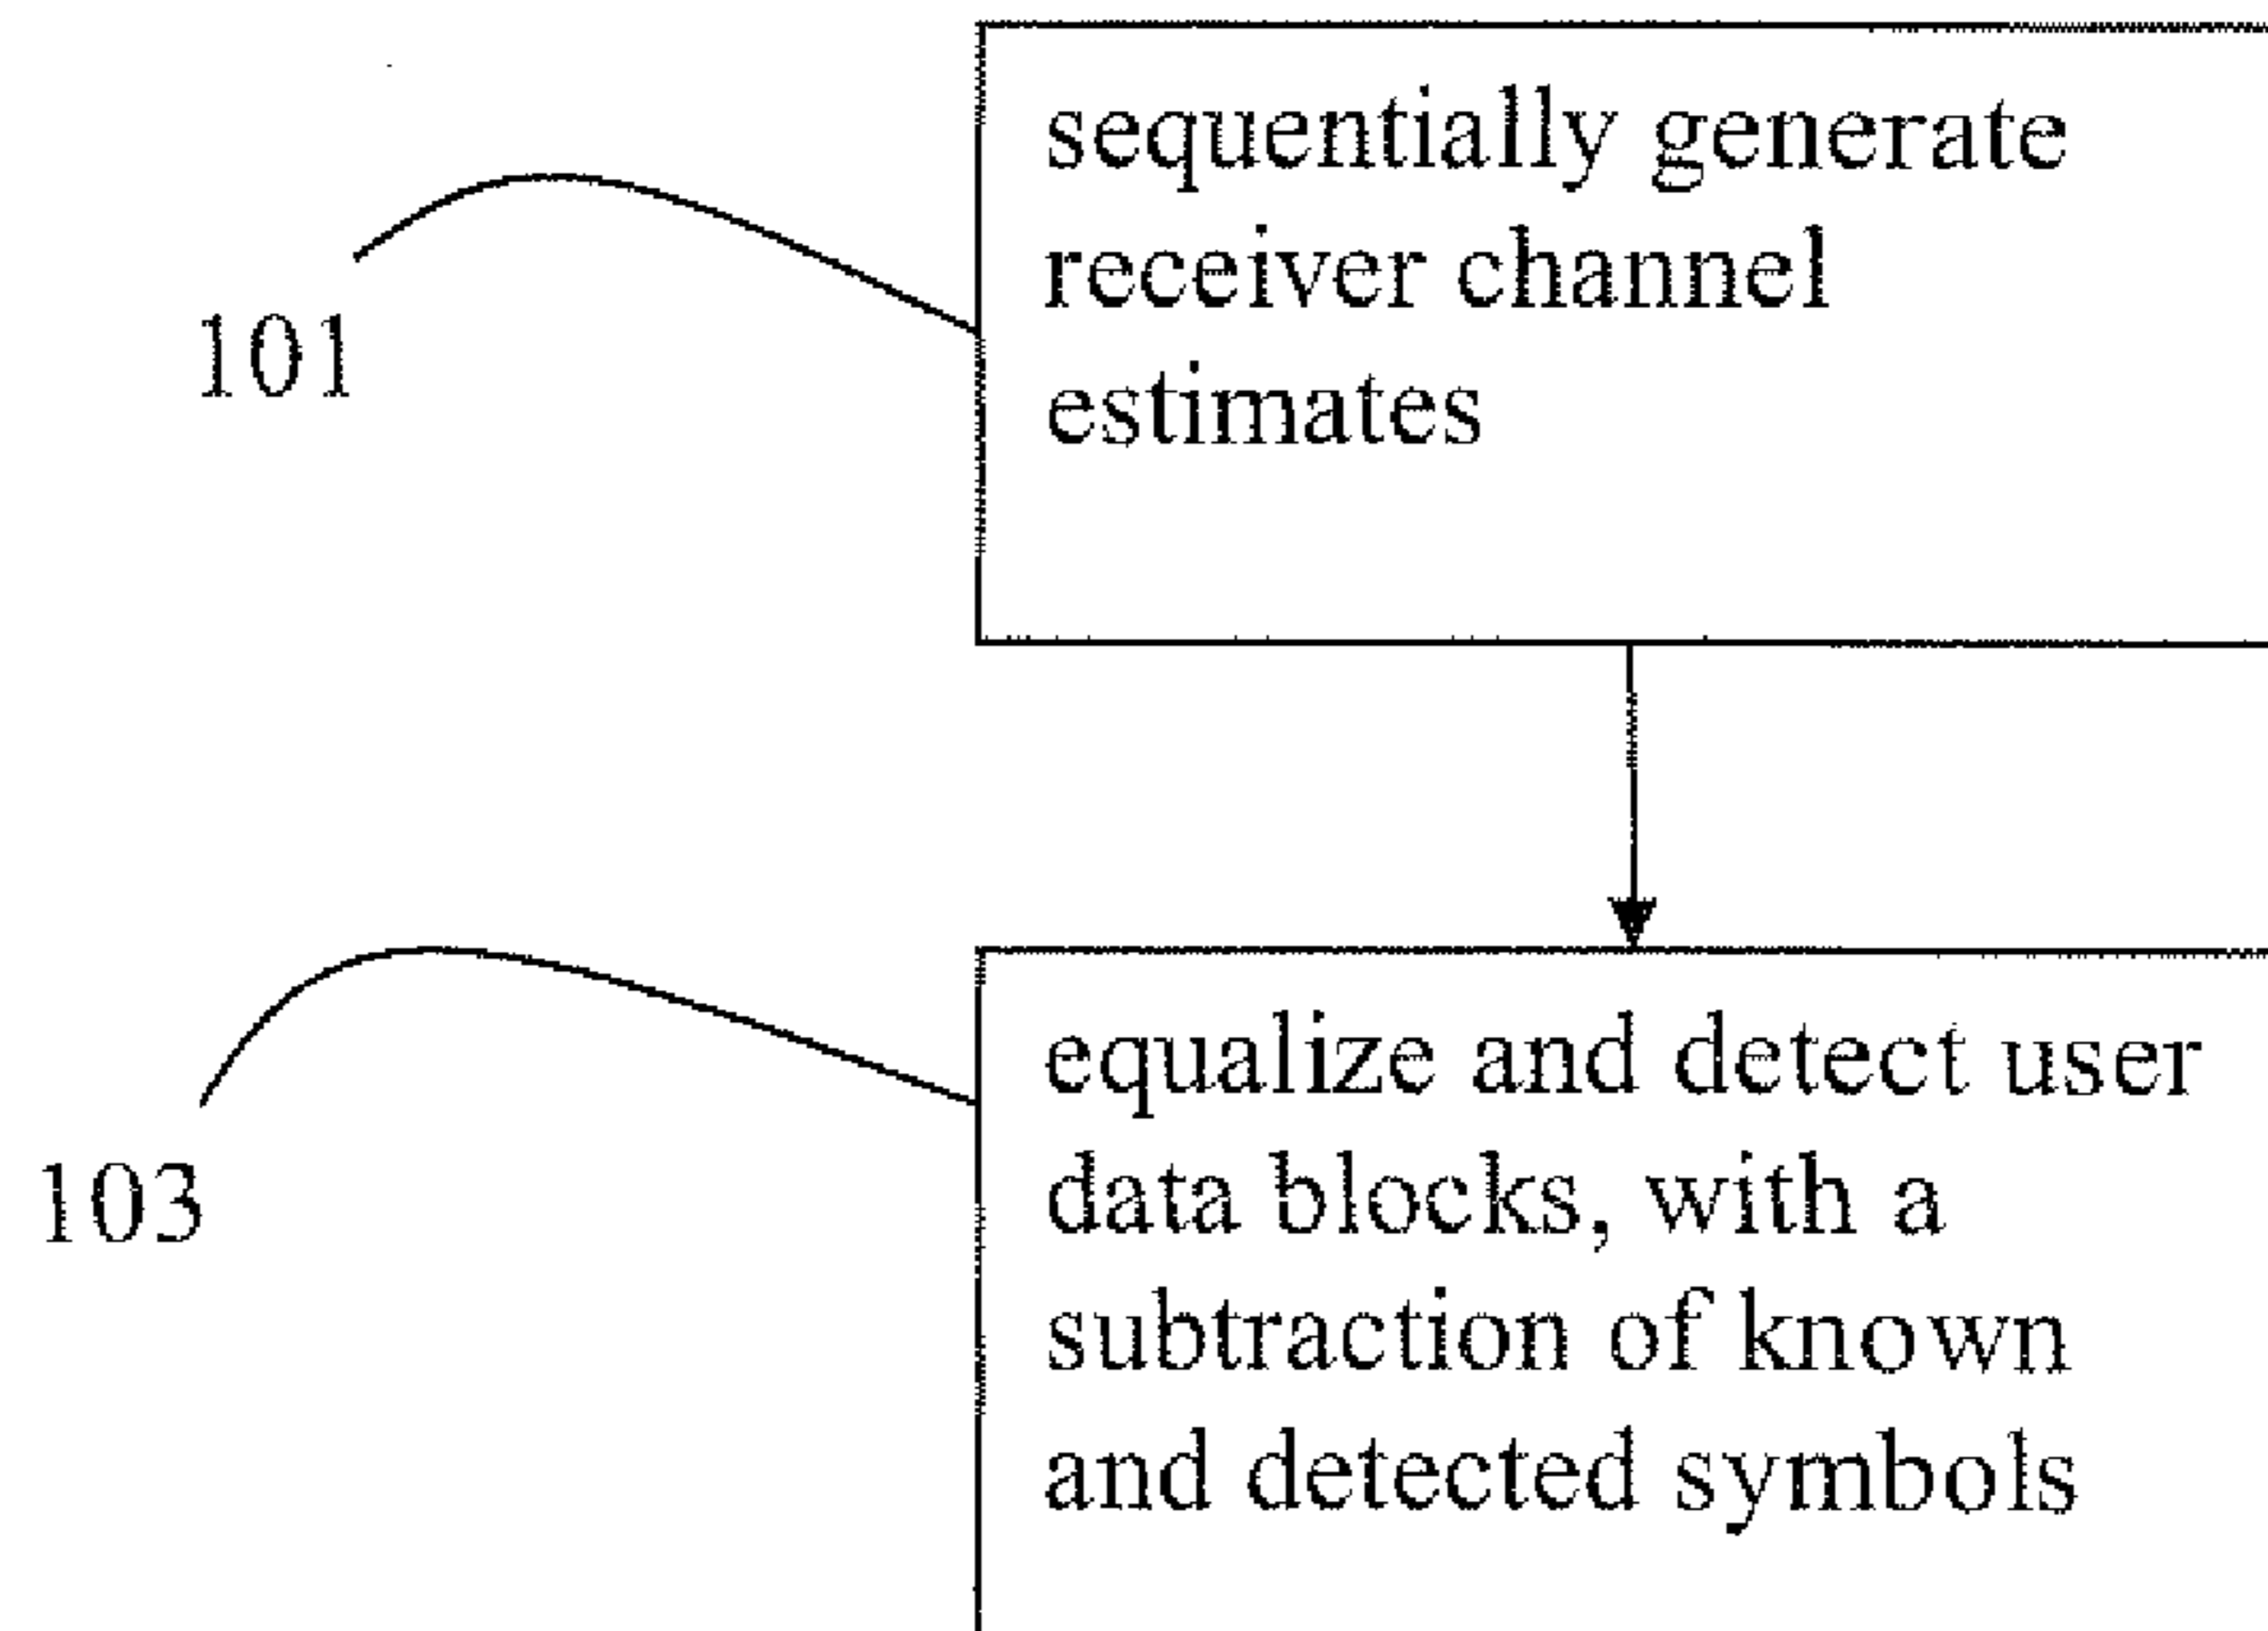 sequentially generate
receiver channel
estimates
101
equalize and detect user
data blocks, with a
subtraction of known
and detected symbols
103